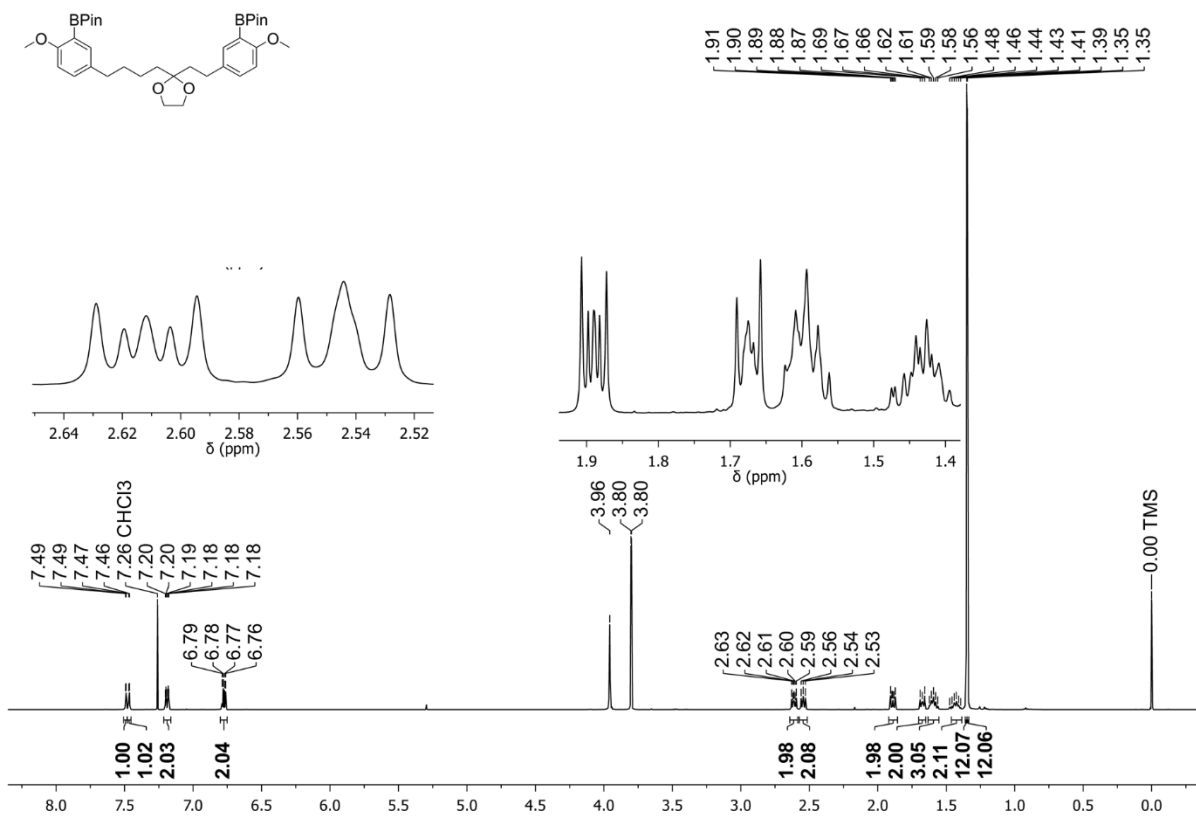 BPin
BPin
O
O
O O
1.91 1.90 1.89 1.88 1.87 1.69 1.66 1.62 1.61 1.59 1.58 1.56 1.48 1.46 1.44 1.43 1.41 1.39 1.35 1.35
2.64 2.62 2.60 2.58 2.56 2.54 2.52
δ (ppm)
1.9 1.8 1.7 1.6 1.5 1.4
δ (ppm)
7.49 7.49 7.47 7.46 7.26 CHCl3 7.20 7.20 7.19 7.18 7.18 7.18
6.79 6.78 6.77 6.76
3.96 3.80 3.80
2.63 2.62 2.61 2.60 2.59 2.56 2.54 2.53
0.00 TMS
1.00 1.02 2.03 2.04 1.98 2.08 1.98 2.00 3.05 2.11 12.07 12.06
8.0 7.5 7.0 6.5 6.0 5.5 5.0 4.5 4.0 3.5 3.0 2.5 2.0 1.5 1.0 0.5 0.0